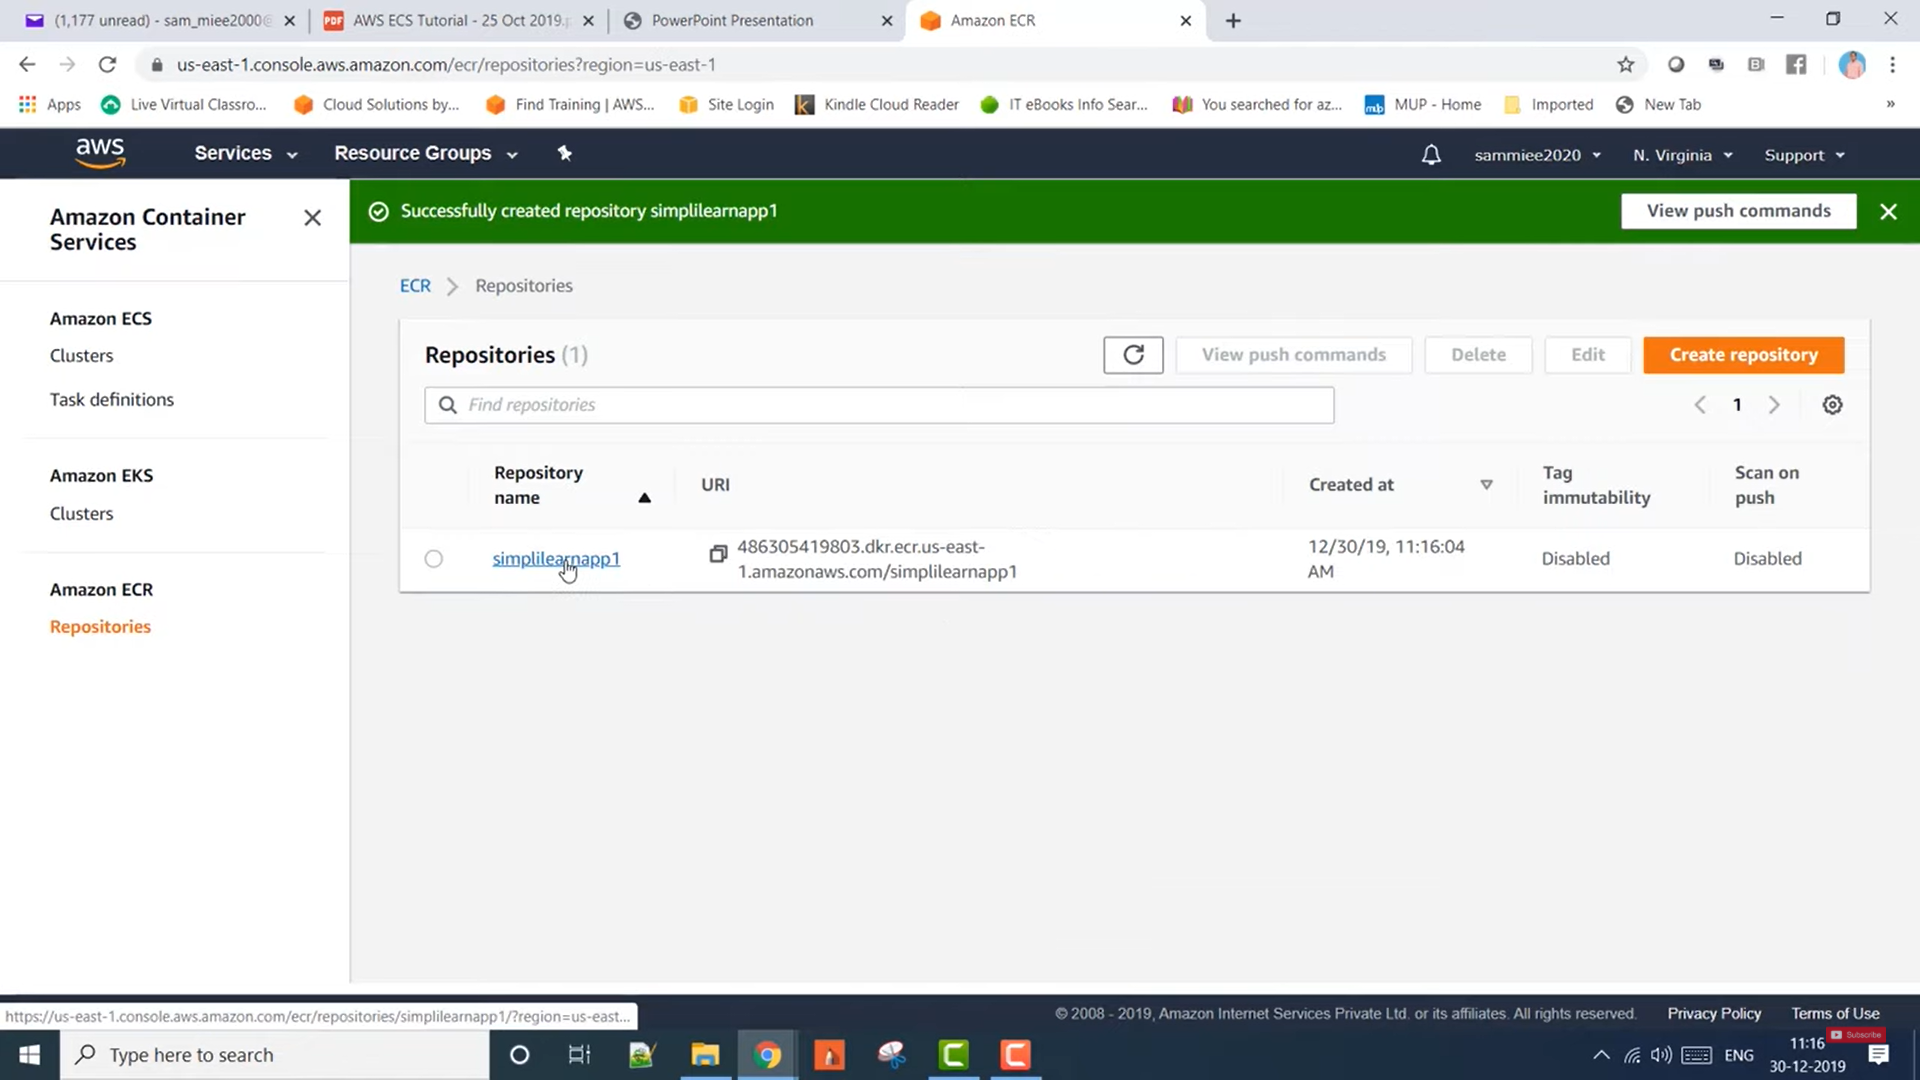 (1,177 unread) - sam_miee2000@
AWS ECS Tutorial - 25 Oct 2019.p
PowerPoint Presentation
Amazon ECR
us-east-1.console.aws.amazon.com/ecr/repositories?region=us-east-1
Apps
Live Virtual Classro...
Cloud Solutions by...
Find Training | AWS...
Site Login
Kindle Cloud Reader
IT eBooks Info Sear...
You searched for az...
MUP - Home
Imported
New Tab
»
aws
Services
Resource Groups
sammiee2020
N. Virginia
Support
Amazon Container
Services
Successfully created repository simplilearnapp1
View push commands
ECR
Repositories
Amazon ECS
Clusters
Task definitions
Amazon EKS
Clusters
Amazon ECR
Repositories
Repositories (1)
View push commands
Delete
Edit
Create repository
Find repositories
1
Repository
name
URI
Created at
Tag
immutability
Scan on
push
simplilearnapp1
486305419803.dkr.ecr.us-east-
1.amazonaws.com/simplilearnapp1
12/30/19, 11:16:04
AM
Disabled
Disabled
https://us-east-1.console.aws.amazon.com/ecr/repositories/simplilearnapp1/?region=us-east...
© 2008 - 2019, Amazon Internet Services Private Ltd. or its affiliates. All rights reserved.
Privacy Policy
Terms of Use
Subscribe
Type here to search
ENG
11:16
30-12-2019